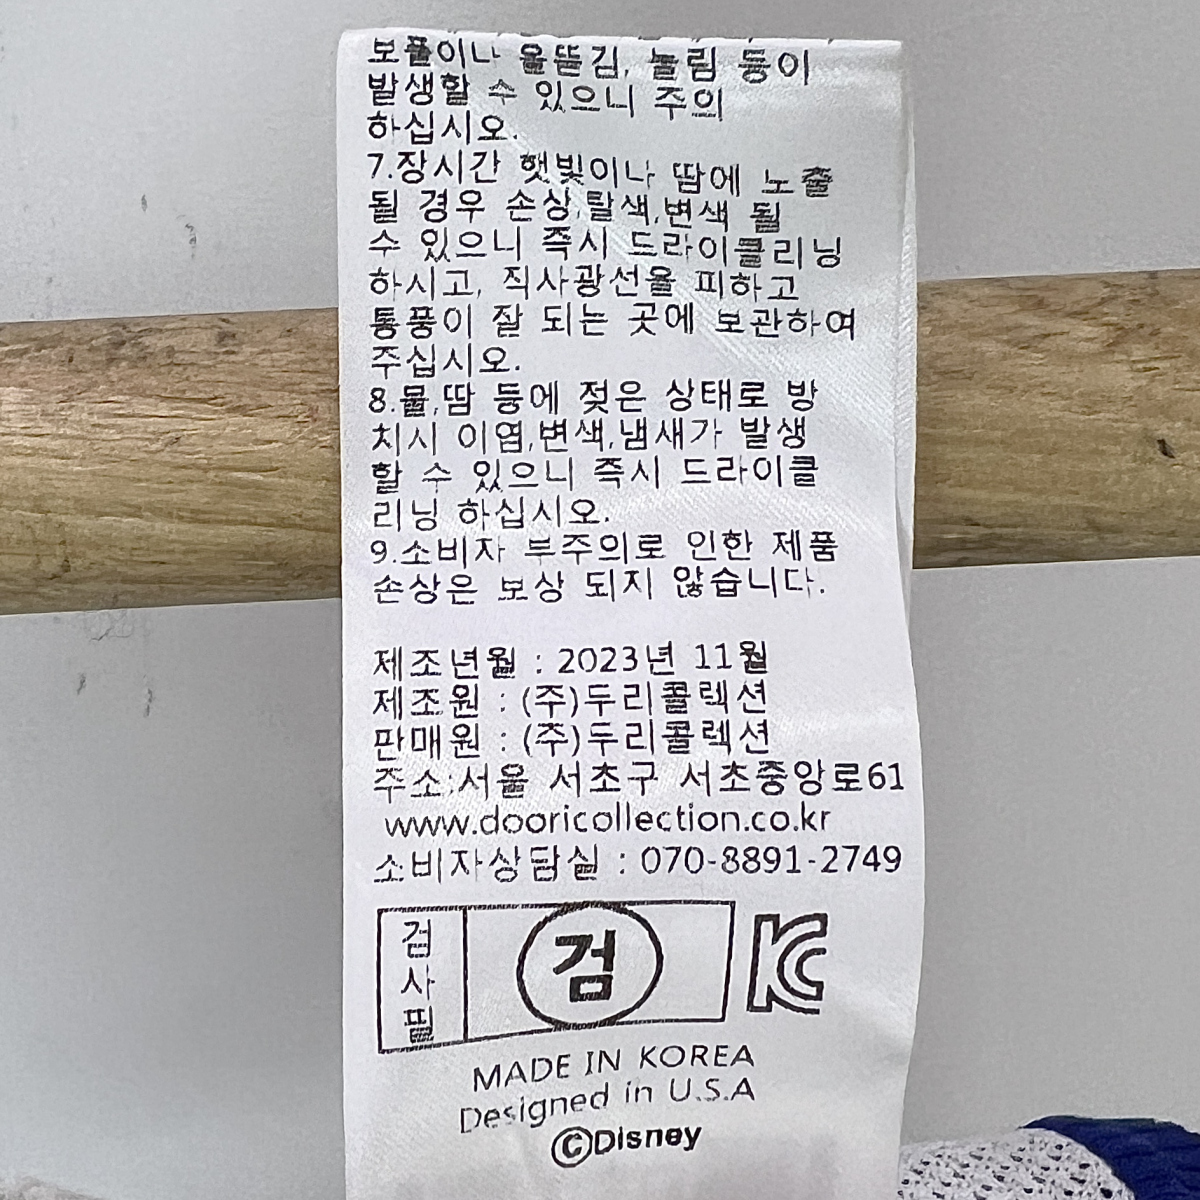 보풀이나 올뜯김, 눌림 등이
발생할 수 있으니 주의
하십시오.
7.장시간 햇빛이나 땀에 노출
될 경우 손상,탈색,변색 될
수 있으니 즉시 드라이클리닝
하시고, 직사광선을 피하고
통풍이 잘 되는 곳에 보관하여
주십시오.
8.물,땀 등에 젖은 상태로 방
치시 이염,변색,냄새가 발생
할 수 있으니 즉시 드라이클
리닝 하십시오.
9.소비자 부주의로 인한 제품
손상은 보상 되지 않습니다.
제조년월 : 2023년 11월
제조원 : (주)두리콜렉션
판매원 : (주)두리콜렉션
주소:서울 서초구 서초중앙로61
www.dooricollection.co.kr
소비자상담실 : 070-8891-2749
검사필
검
KC
MADE IN KOREA
Designed in U.S.A
©Disney